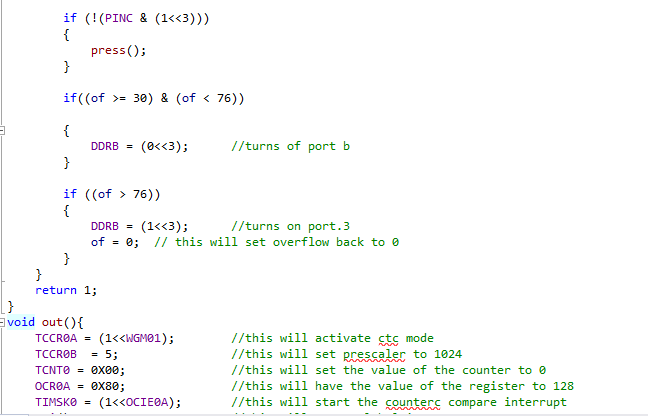 if (!(PINC & (1<<3)))
{
press();
}
if((of >= 30) & (of < 76))
{
DDRB = (0<<3); //turns of port b
}
if ((of > 76))
{
DDRB = (1<<3); //turns on port.3
of = 0; // this will set overflow back to 0
}
}
return 1;
}
void out(){
TCCR0A = (1<<WGM01); //this will activate ctc mode
TCCR0B = 5; //this will set prescaler to 1024
TCNT0 = 0X00; //this will set the value of the counter to 0
OCR0A = 0X80; //this will have the value of the register to 128
TIMSK0 = (1<<OCIE0A); //this will start the counterc compare interrupt